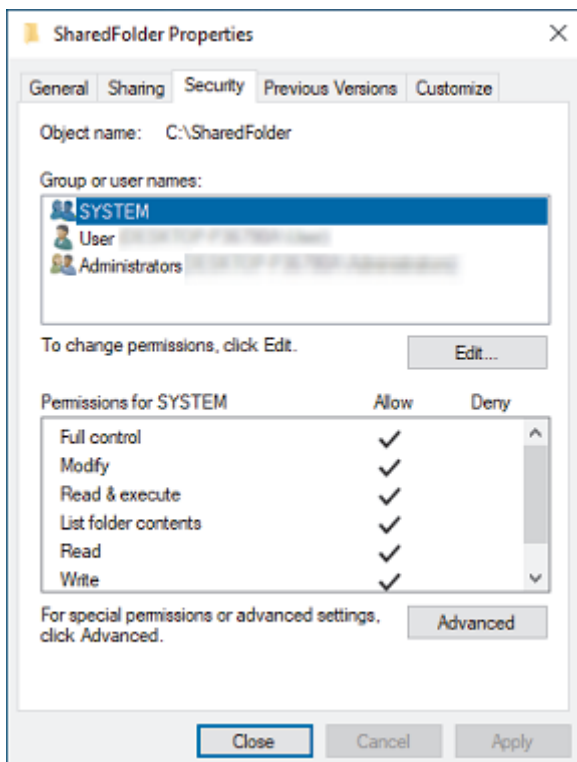 SharedFolder Properties
General Sharing Security Previous Versions Customize
Object name: C:\SharedFolder
Group or user names:
SYSTEM
User
Administrators
To change permissions, click Edit.
Edit...
Permissions for SYSTEM Allow Deny
Full control
Modify
Read & execute
List folder contents
Read
Write
For special permissions or advanced settings,
click Advanced.
Advanced
Close Cancel Apply